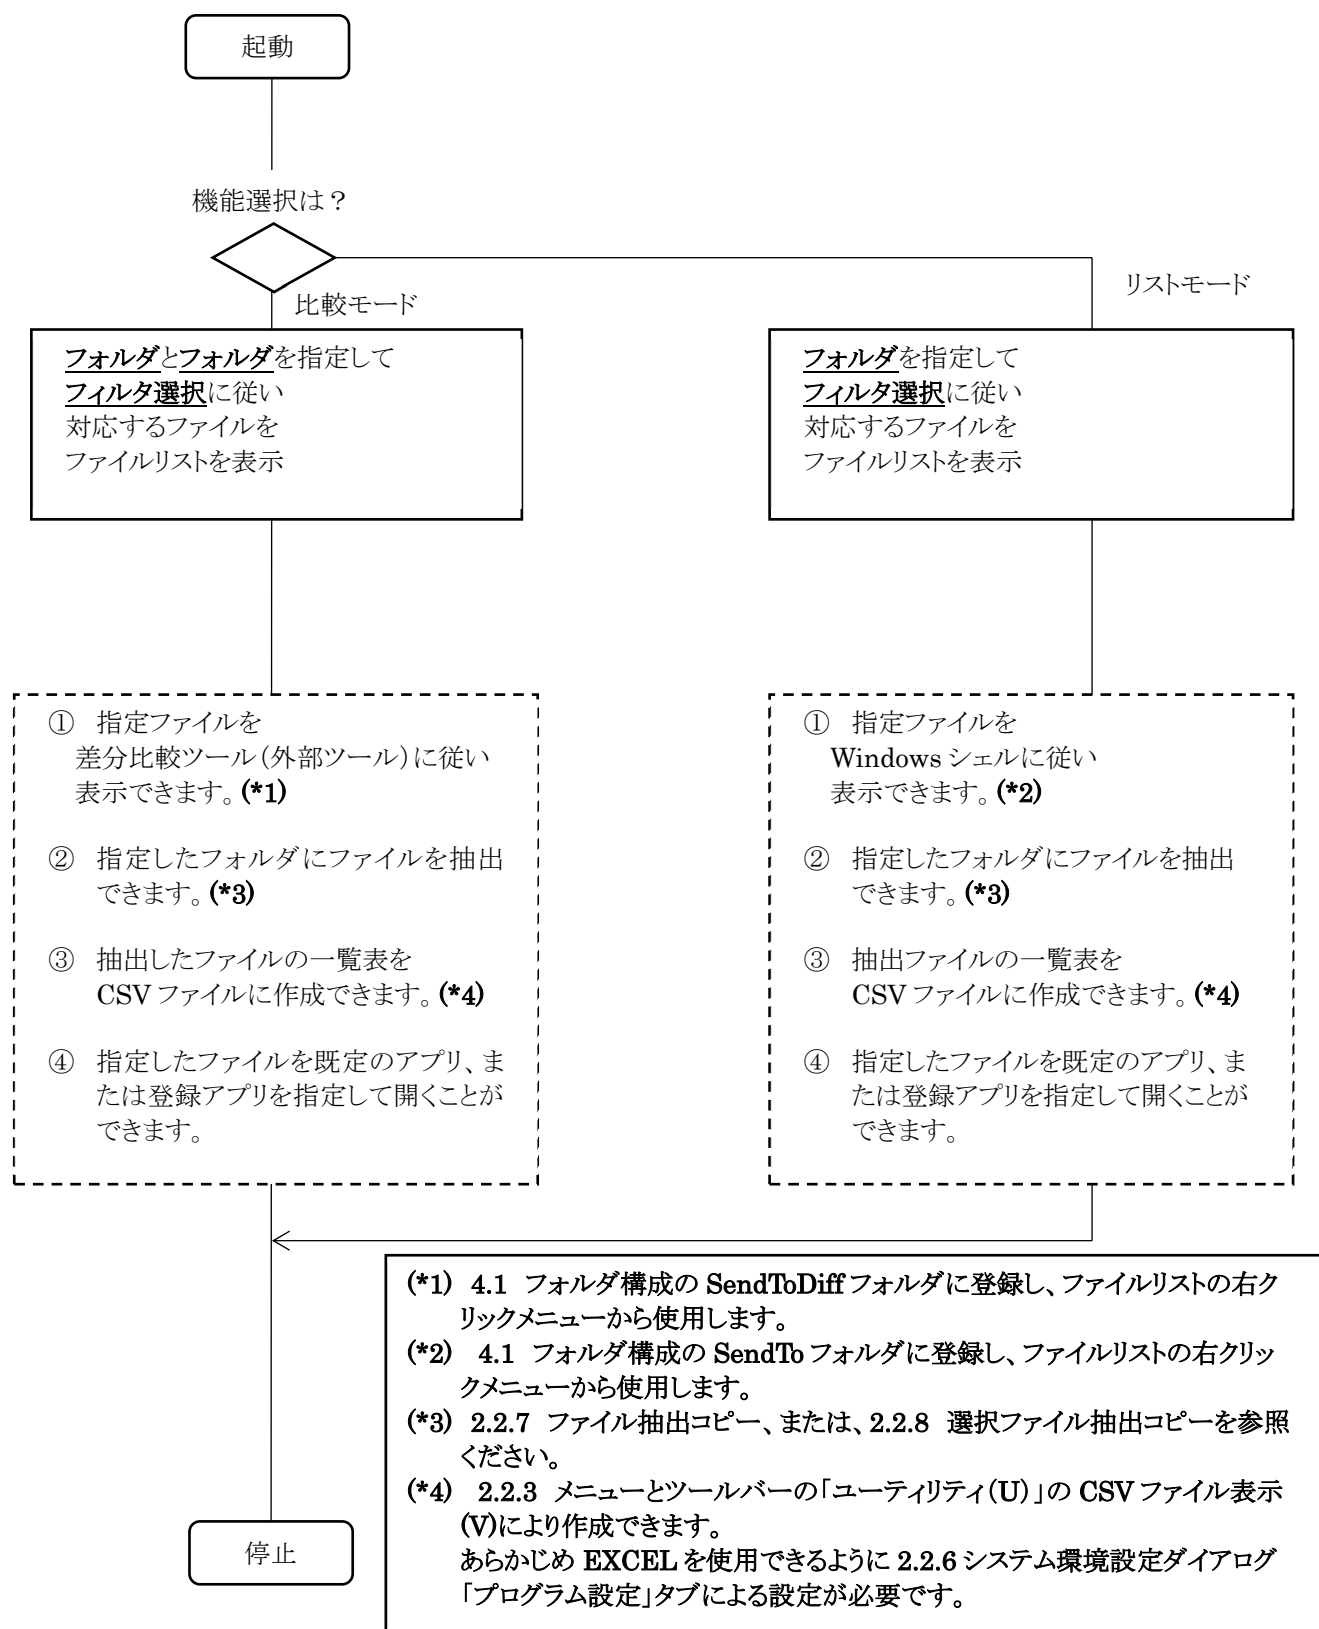 起動
機能選択は？
比較モード
リストモード
フォルダとフォルダを指定して
フィルタ選択に従い
対応するファイルを
ファイルリストを表示
フォルダを指定して
フィルタ選択に従い
対応するファイルを
ファイルリストを表示
① 指定ファイルを
差分比較ツール（外部ツール）に従い
表示できます。(*1)
② 指定したフォルダにファイルを抽出
できます。(*3)
③ 抽出したファイルの一覧表を
CSV ファイルに作成できます。(*4)
④ 指定したファイルを既定のアプリ、ま
たは登録アプリを指定して開くことが
できます。
① 指定ファイルを
Windows シェルに従い
表示できます。(*2)
② 指定したフォルダにファイルを抽出
できます。(*3)
③ 抽出ファイルの一覧表を
CSV ファイルに作成できます。(*4)
④ 指定したファイルを既定のアプリ、ま
たは登録アプリを指定して開くことが
できます。
(*1) 4.1 フォルダ構成の SendToDiff フォルダに登録し、ファイルリストの右ク
リックメニューから使用します。
(*2) 4.1 フォルダ構成の SendTo フォルダに登録し、ファイルリストの右クリッ
クメニューから使用します。
(*3) 2.2.7 ファイル抽出コピー、または、2.2.8 選択ファイル抽出コピーを参照
ください。
(*4) 2.2.3 メニューとツールバーの「ユーティリティ（U）」の CSV ファイル表示
(V)により作成できます。
あらかじめ EXCEL を使用できるように 2.2.6 システム環境設定ダイアログ
「プログラム設定」タブによる設定が必要です。
停止